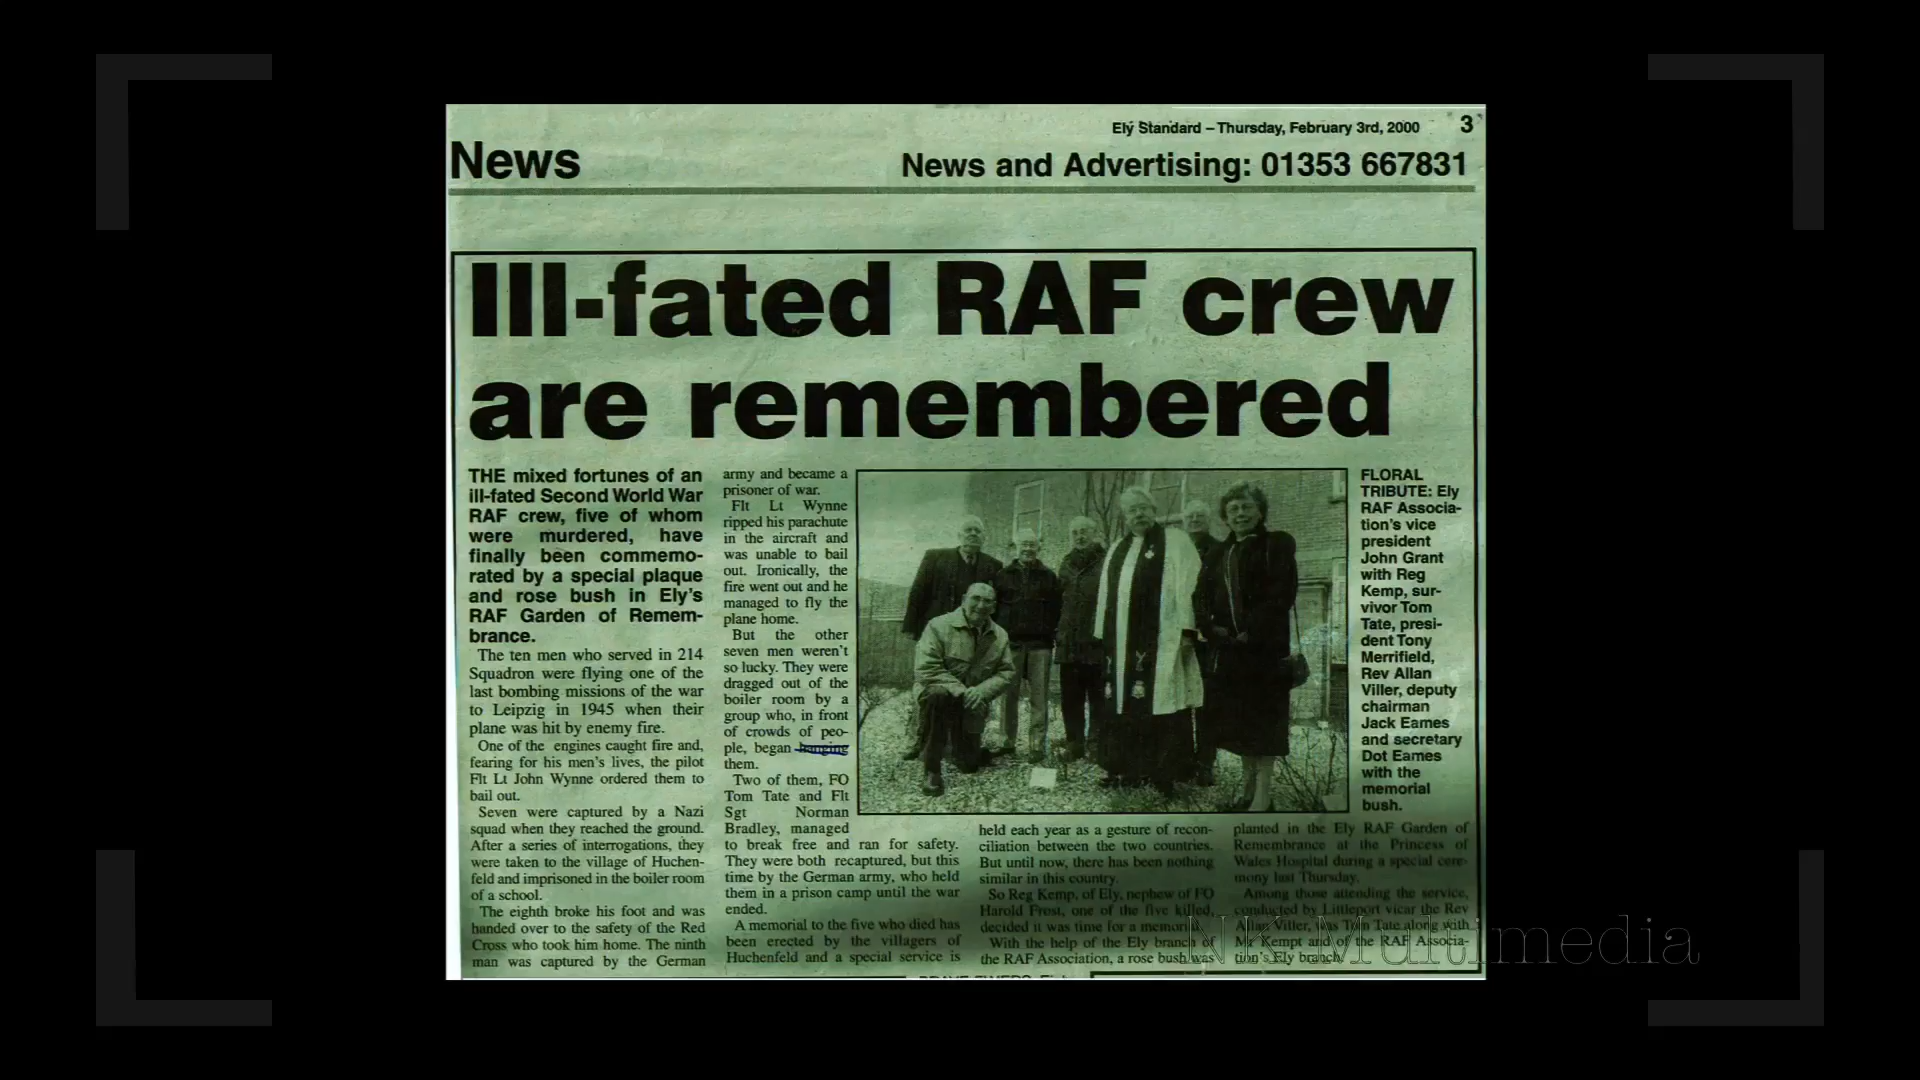 Ely Standard – Thursday, February 3rd, 2000 3
News
News and Advertising: 01353 667831
Ill-fated RAF crew
are remembered
THE mixed fortunes of an
ill-fated Second World War
RAF crew, five of whom
were murdered, have
finally been commemo-
rated by a special plaque
and rose bush in Ely's
RAF Garden of Remem-
brance.
The ten men who served in 214
Squadron were flying one of the
last bombing missions of the war
to Leipzig in 1945 when their
plane was hit by enemy fire.
One of the engines caught fire and,
fearing for his men's lives, the pilot
Flt Lt John Wynne ordered them to
bail out.
Seven were captured by a Nazi
squad when they reached the ground.
After a series of interrogations, they
were taken to the village of Huchen-
feld and imprisoned in the boiler room
of a school.
The eighth broke his foot and was
handed over to the safety of the Red
Cross who took him home. The ninth
man was captured by the German
army and became a
prisoner of war.
Flt Lt Wynne
ripped his parachute
in the aircraft and
was unable to bail
out. Ironically, the
fire went out and he
managed to fly the
plane home.
But the other
seven men weren't
so lucky. They were
dragged out of the
boiler room by a
group who, in front
of crowds of peo-
ple, began hanging
them.
Two of them, FO
Tom Tate and Flt
Sgt Norman
Bradley, managed
to break free and ran for safety.
They were both recaptured, but this
time by the German army, who held
them in a prison camp until the war
ended.
A memorial to the five who died has
been erected by the villagers of
Huchenfeld and a special service is
held each year as a gesture of recon-
ciliation between the two countries.
But until now, there has been nothing
similar in this country.
So Reg Kemp, of Ely, nephew of FO
Harold Frost, one of the five killed,
decided it was time for a memorial.
With the help of the Ely branch of
the RAF Association, a rose bush was
planted in the Ely RAF Garden of
Remembrance at the Princess of
Wales Hospital during a special cere-
mony last Thursday.
Among those attending the service,
conducted by Littleport vicar the Rev
Allan Viller, was Tom Tate along with
Mr Kempt and of the RAF Associa-
tion's Ely branch.
FLORAL
TRIBUTE: Ely
RAF Associa-
tion's vice
president
John Grant
with Reg
Kemp, sur-
vivor Tom
Tate, presi-
dent Tony
Merrifield,
Rev Allan
Viller, deputy
chairman
Jack Eames
and secretary
Dot Eames
with the
memorial
bush.
NK Multimedia